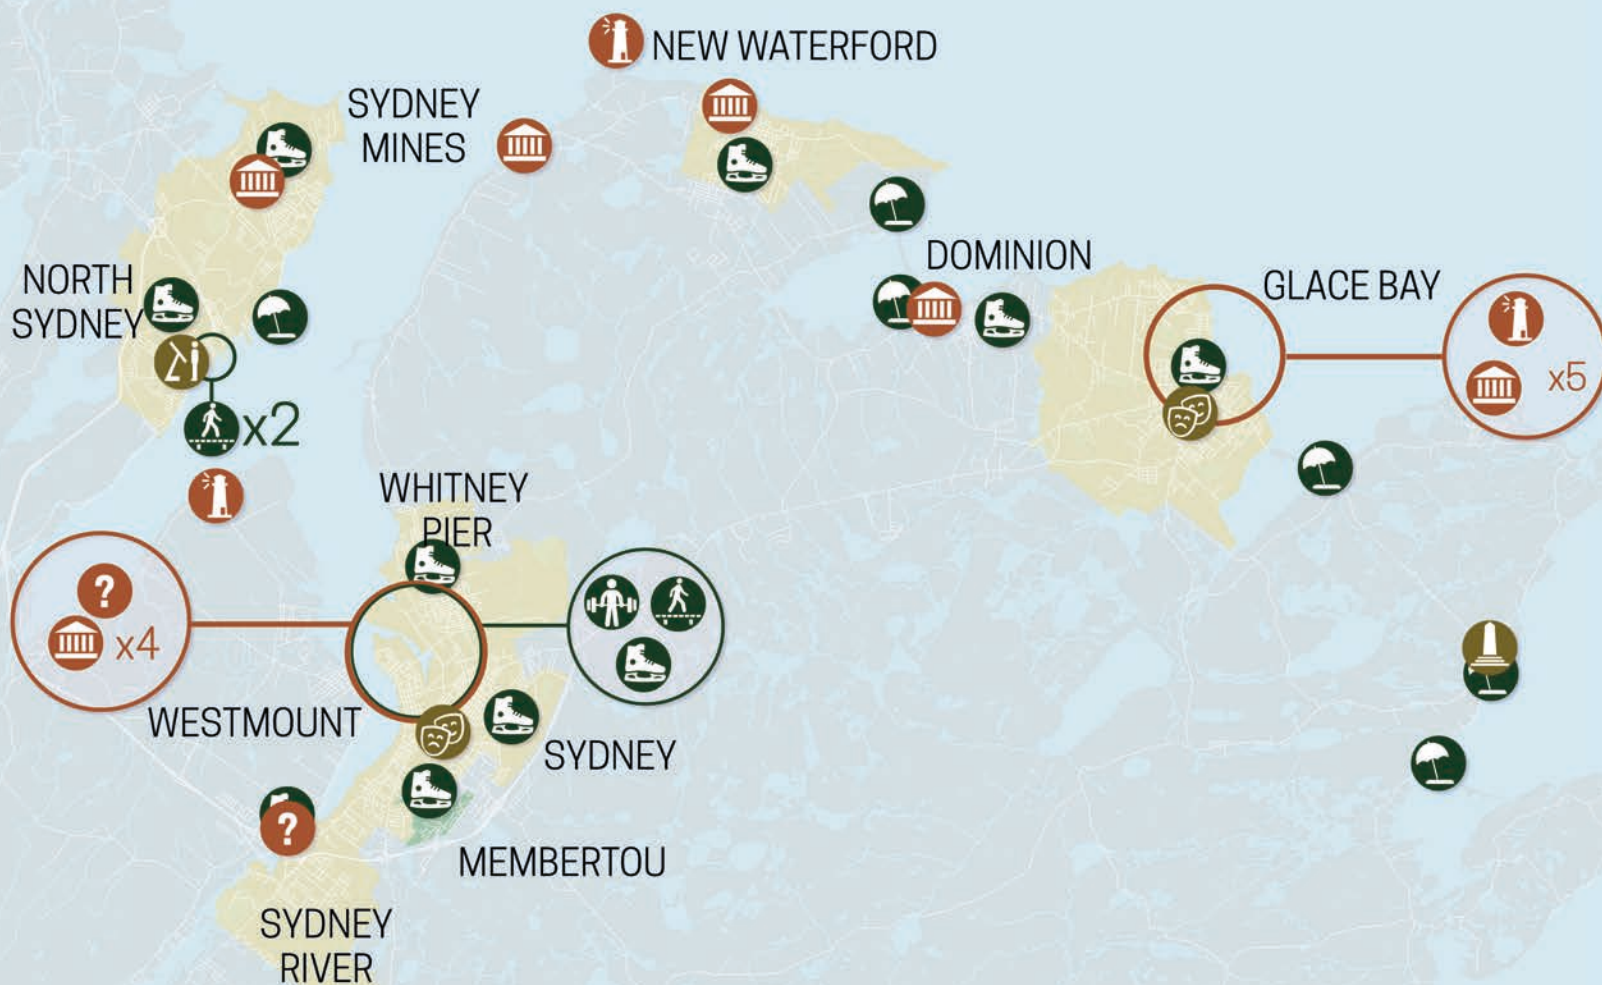 NEW WATERFORD
SYDNEY
MINES
NORTH
SYDNEY
DOMINION
GLACE BAY
x5
x2
WHITNEY
PIER
?
x4
WESTMOUNT
SYDNEY
?
MEMBERTOU
SYDNEY
RIVER